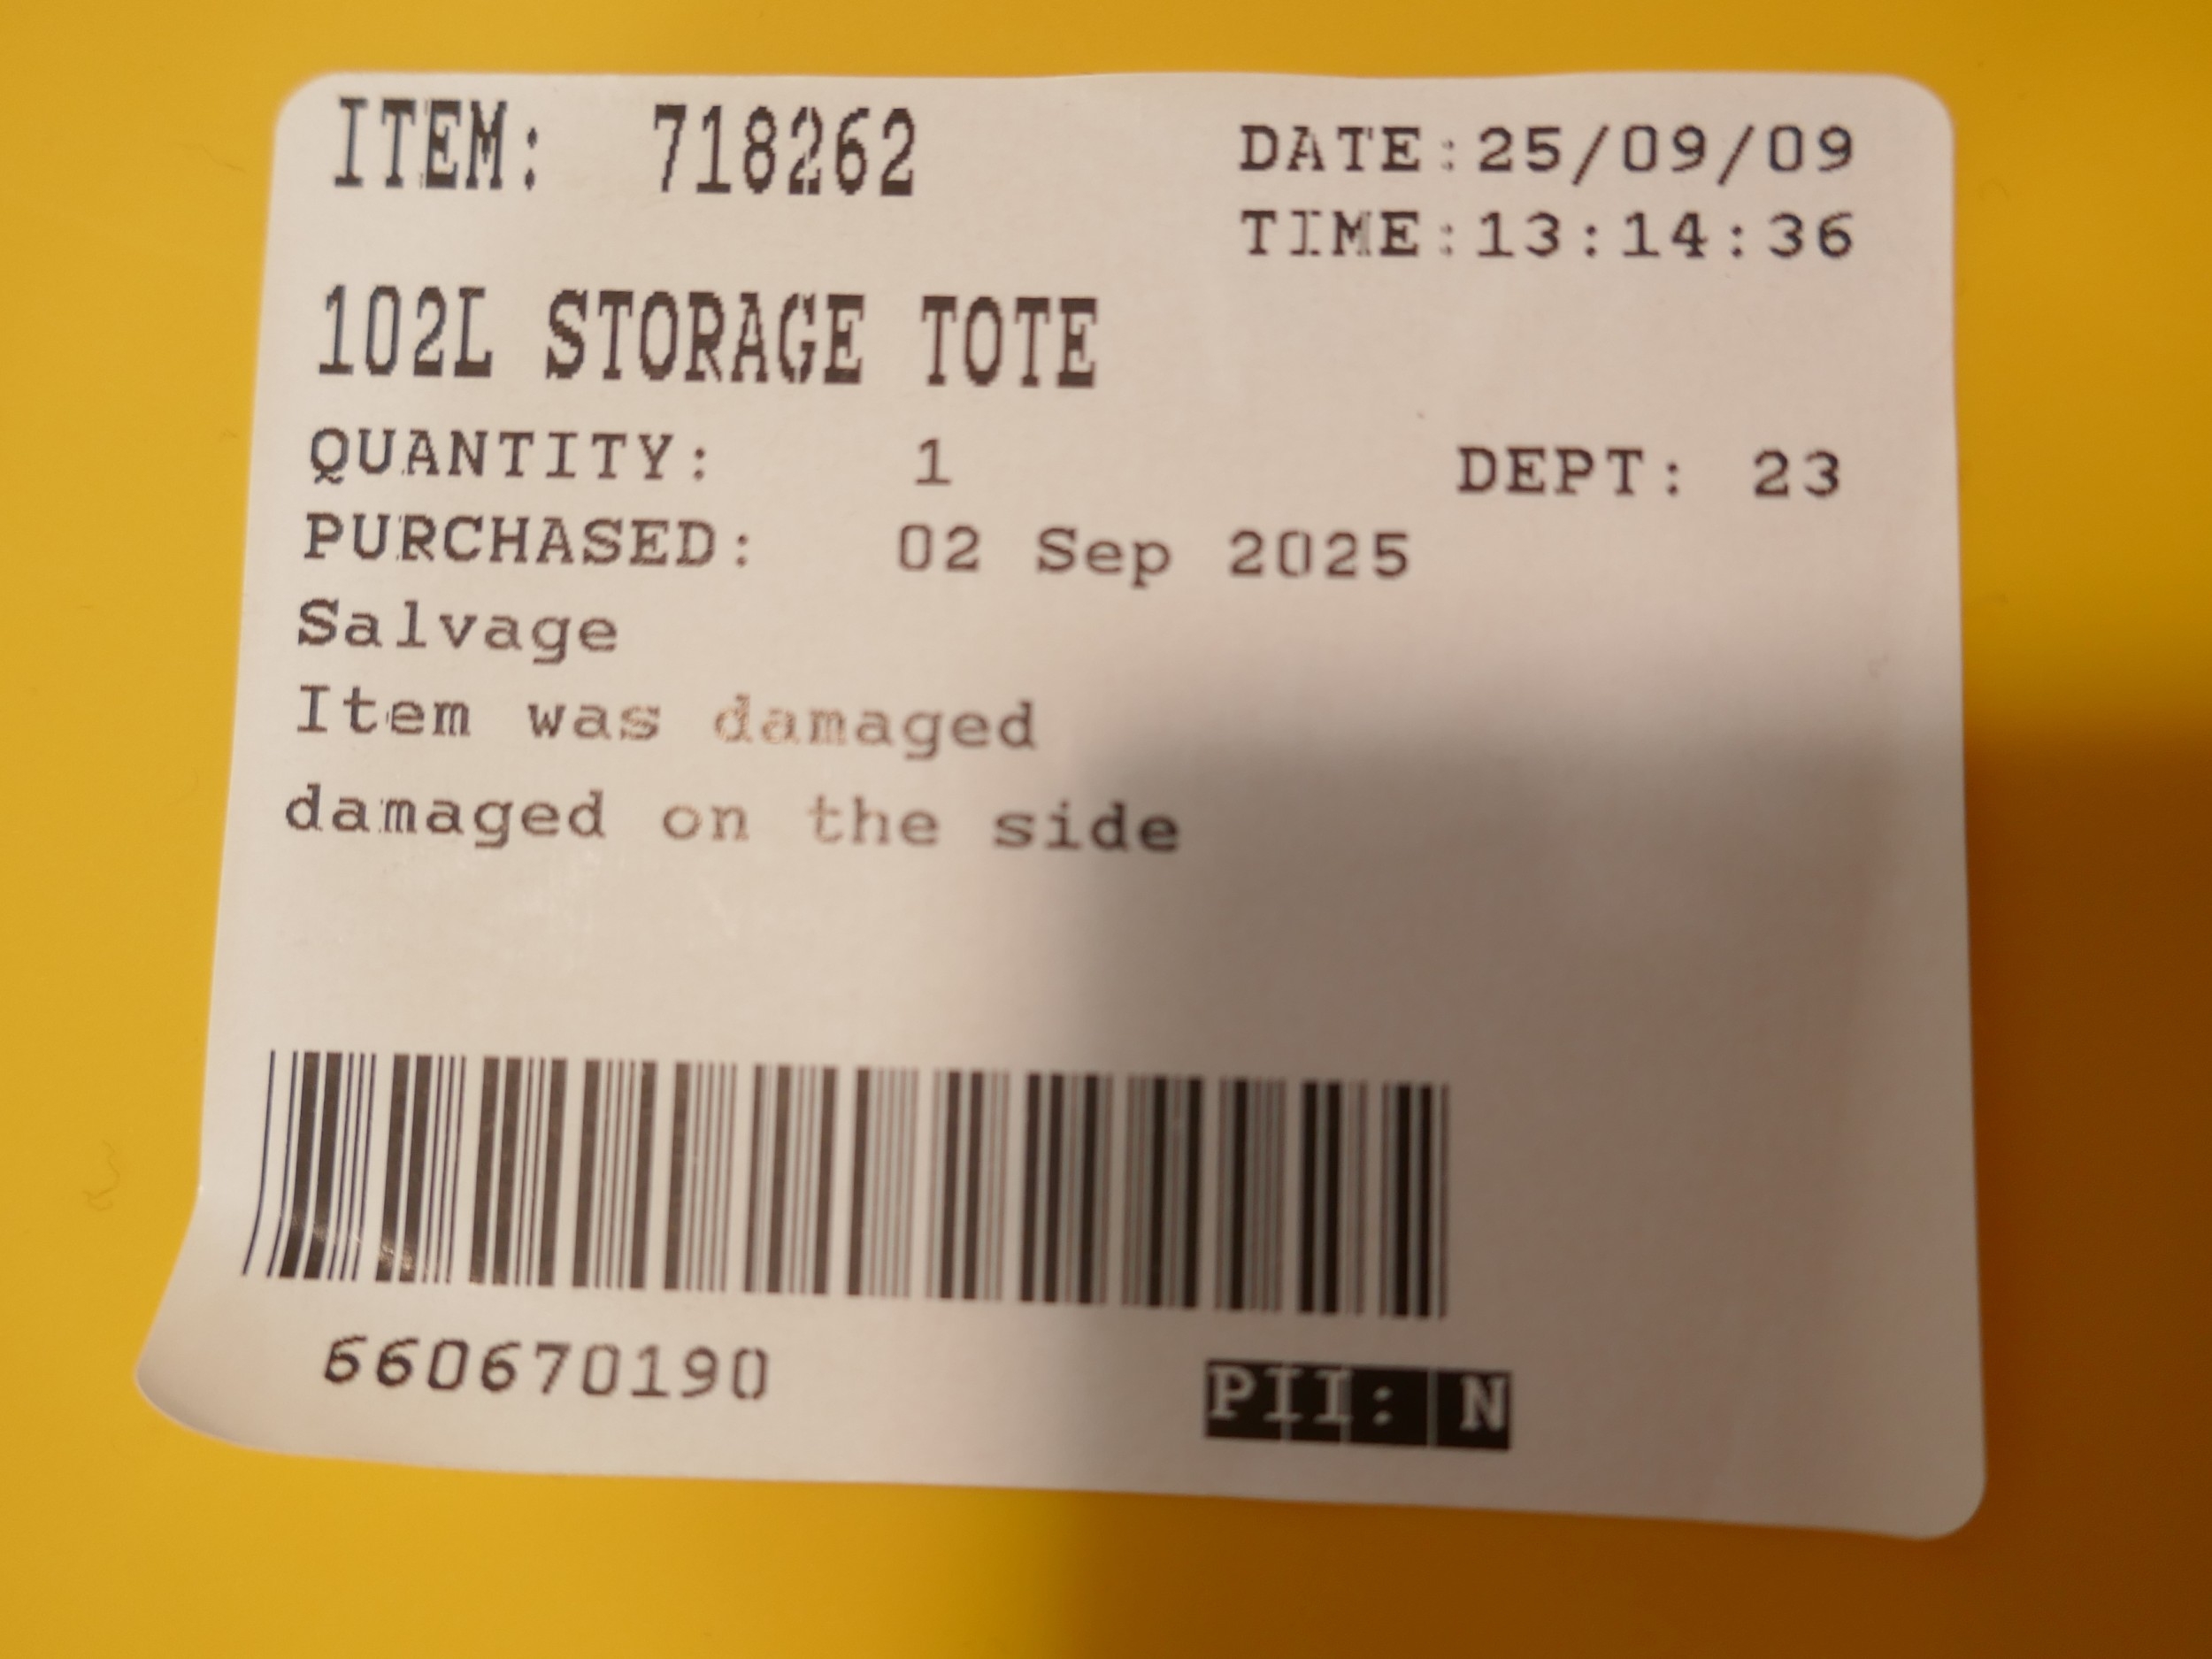 ITEM: 718262
DATE:25/09/09
TIME:13:14:36
102L STORAGE TOTE
QUANTITY: 1
DEPT: 23
PURCHASED: 02 Sep 2025
Salvage
Item was damaged
damaged on the side
660670190
PII: N